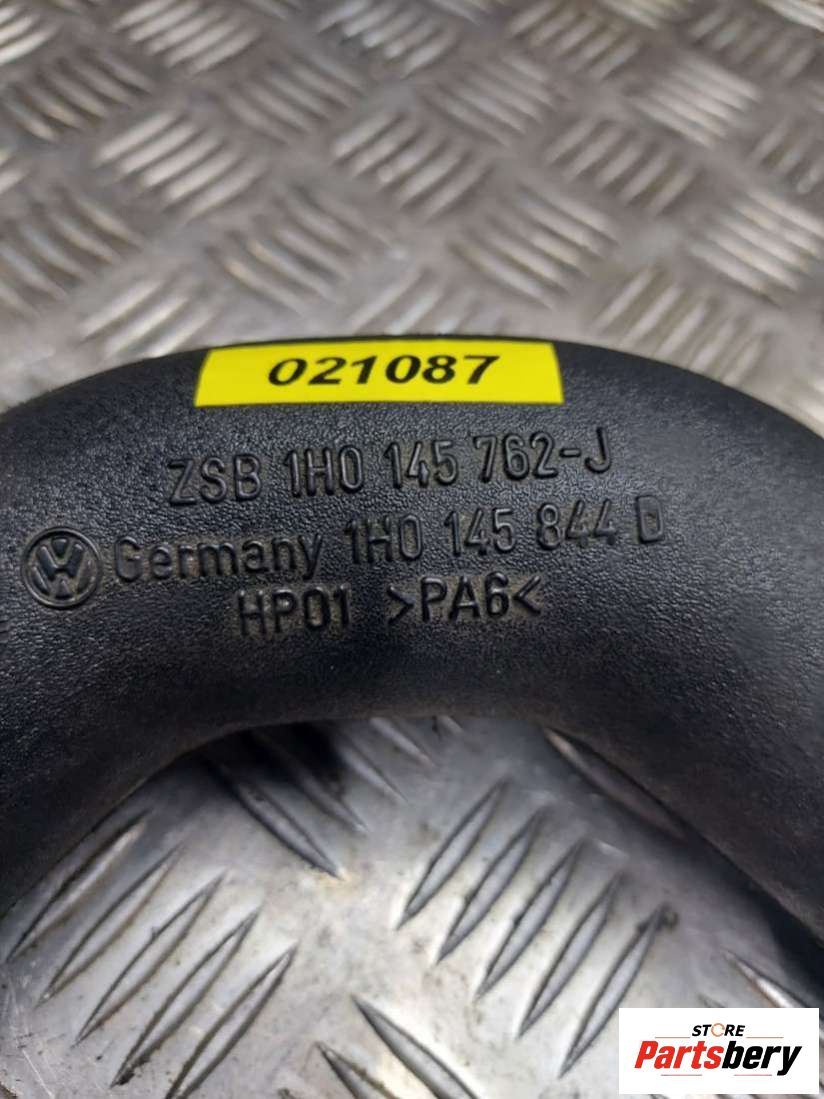 021087
ZSB 1H0 145 762-J
Germany 1H0 145 844 D
HP01 >PA6<
STORE
Partsbery